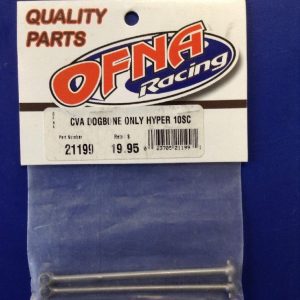 QUALITY
PARTS
OFNA
Racing
CVA DOGBONE ONLY HYPER 10SC
Part Number
Retail $
21199
19.95